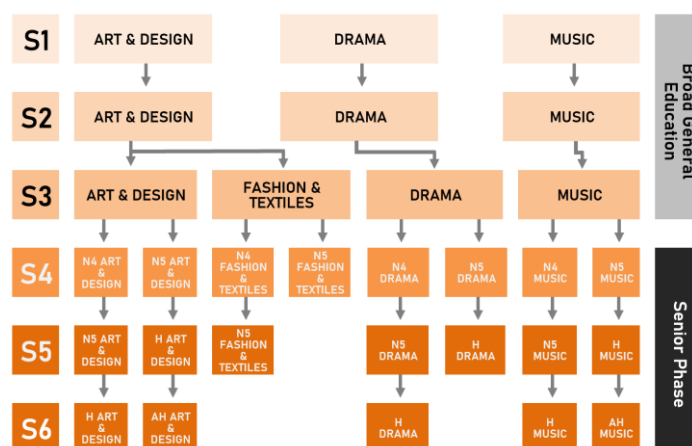 S1
ART & DESIGN
DRAMA
MUSIC
S2
ART & DESIGN
DRAMA
MUSIC
Broad General
Education
S3
ART & DESIGN
FASHION &
TEXTILES
DRAMA
MUSIC
S4
N4 ART
&
DESIGN
N5 ART
&
DESIGN
N4
FASHION
&
TEXTILES
N5
FASHION
&
TEXTILES
N4
DRAMA
N5
DRAMA
N4
MUSIC
N5
MUSIC
S5
N5 ART
&
DESIGN
H ART
&
DESIGN
N5
FASHION
&
TEXTILES
N5
DRAMA
H
DRAMA
N5
MUSIC
H
MUSIC
Senior Phase
S6
H ART
&
DESIGN
AH ART
&
DESIGN
H
DRAMA
H
MUSIC
AH
MUSIC